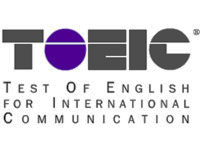 TOEIC®
TEST OF ENGLISH
FOR INTERNATIONAL
COMMUNICATION